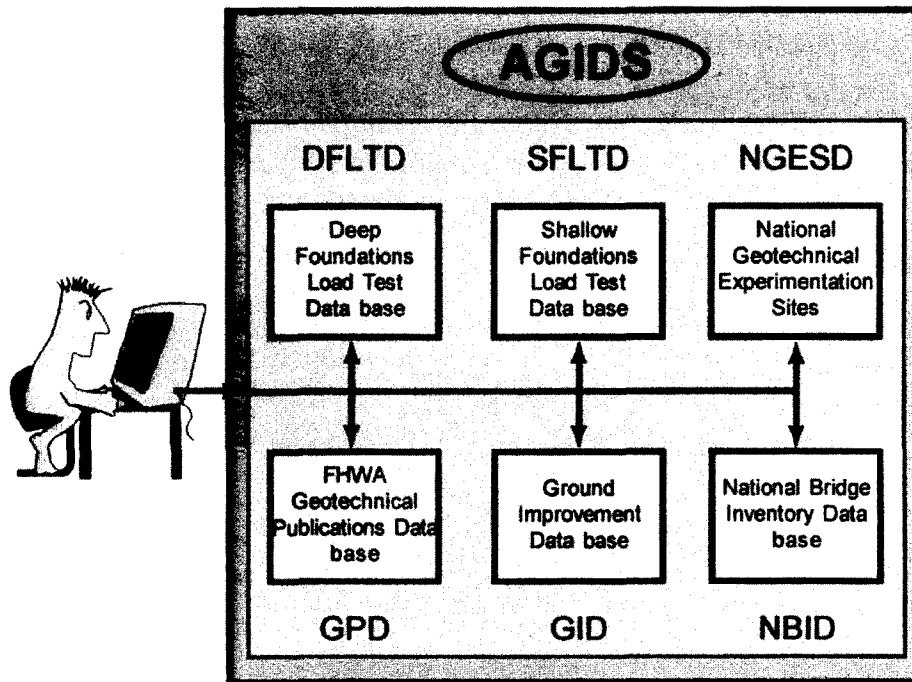 AGIDS
DFLTD
SFLTD
NGESD
Deep
Foundations
Load Test
Data base
Shallow
Foundations
Load Test
Data base
National
Geotechnical
Experimentation
Sites
FHWA
Geotechnical
Publications Data
base
Ground
Improvement
Data base
National Bridge
Inventory Data
base
GPD
GID
NBID